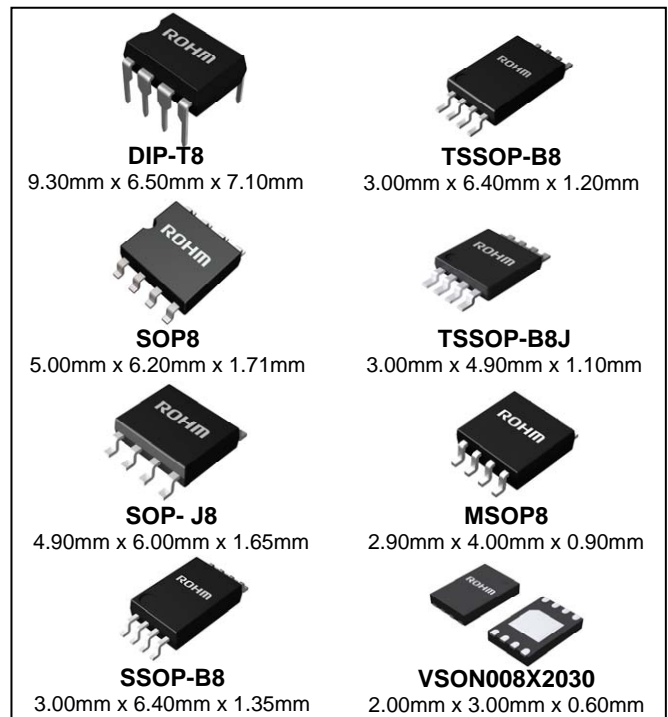 ROHM
DIP-T8
9.30mm x 6.50mm x 7.10mm
ROHM
TSSOP-B8
3.00mm x 6.40mm x 1.20mm
ROHM
SOP8
5.00mm x 6.20mm x 1.71mm
ROHM
TSSOP-B8J
3.00mm x 4.90mm x 1.10mm
ROHM
SOP- J8
4.90mm x 6.00mm x 1.65mm
ROHM
MSOP8
2.90mm x 4.00mm x 0.90mm
ROHM
SSOP-B8
3.00mm x 6.40mm x 1.35mm
ROHM
VSON008X2030
2.00mm x 3.00mm x 0.60mm